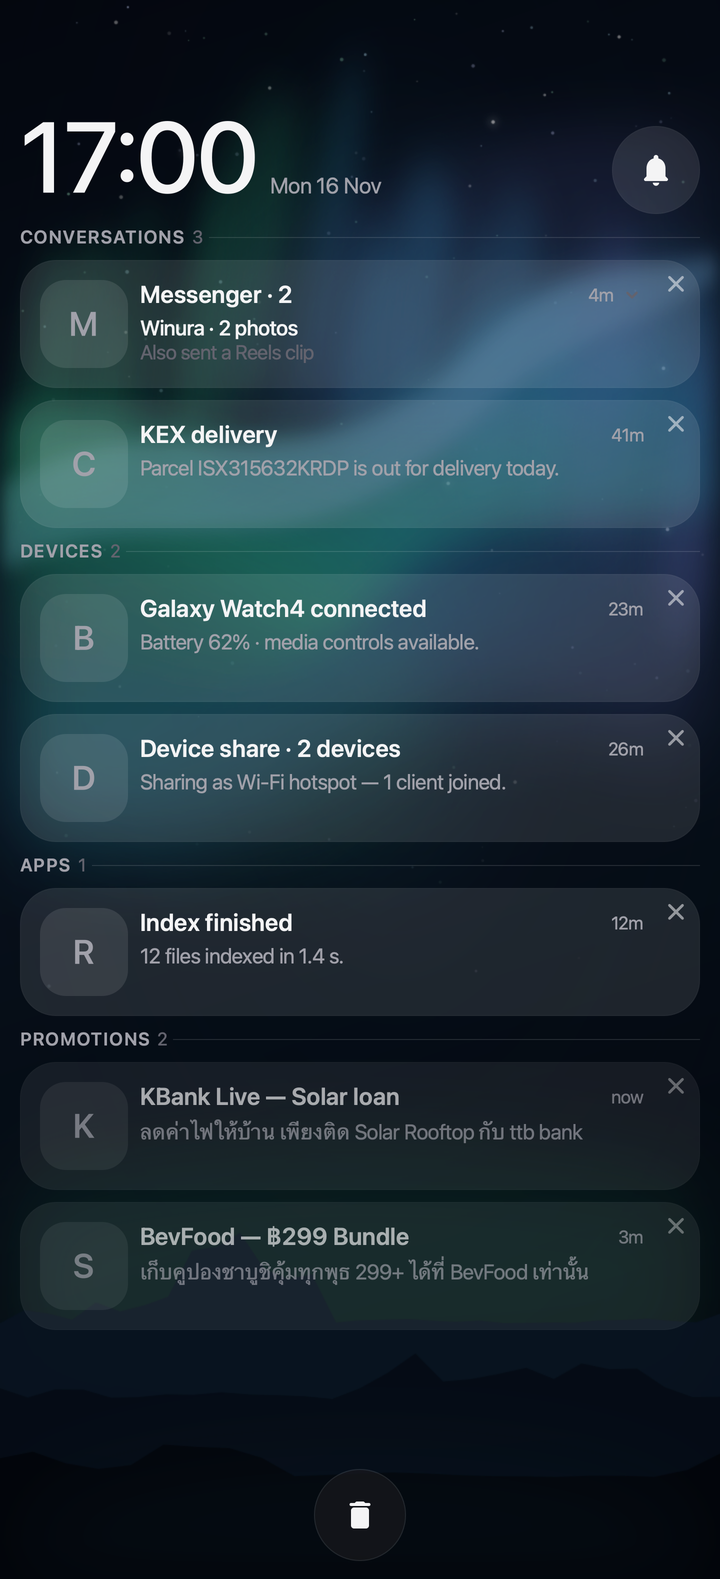 17:00
Mon 16 Nov
CONVERSATIONS 3
M
Messenger · 2
4m
Winura · 2 photos
Also sent a Reels clip
C
KEX delivery
41m
Parcel ISX315632KRDP is out for delivery today.
DEVICES 2
B
Galaxy Watch4 connected
23m
Battery 62% · media controls available.
D
Device share · 2 devices
26m
Sharing as Wi-Fi hotspot — 1 client joined.
APPS 1
R
Index finished
12m
12 files indexed in 1.4 s.
PROMOTIONS 2
K
KBank Live — Solar loan
now
ลดค่าไฟให้บ้าน เพียงติด Solar Rooftop กับ ttb bank
S
BevFood — ฿299 Bundle
3m
เก็บคูปองชาบูชิคุ้มทุกพุธ 299+ ได้ที่ BevFood เท่านั้น